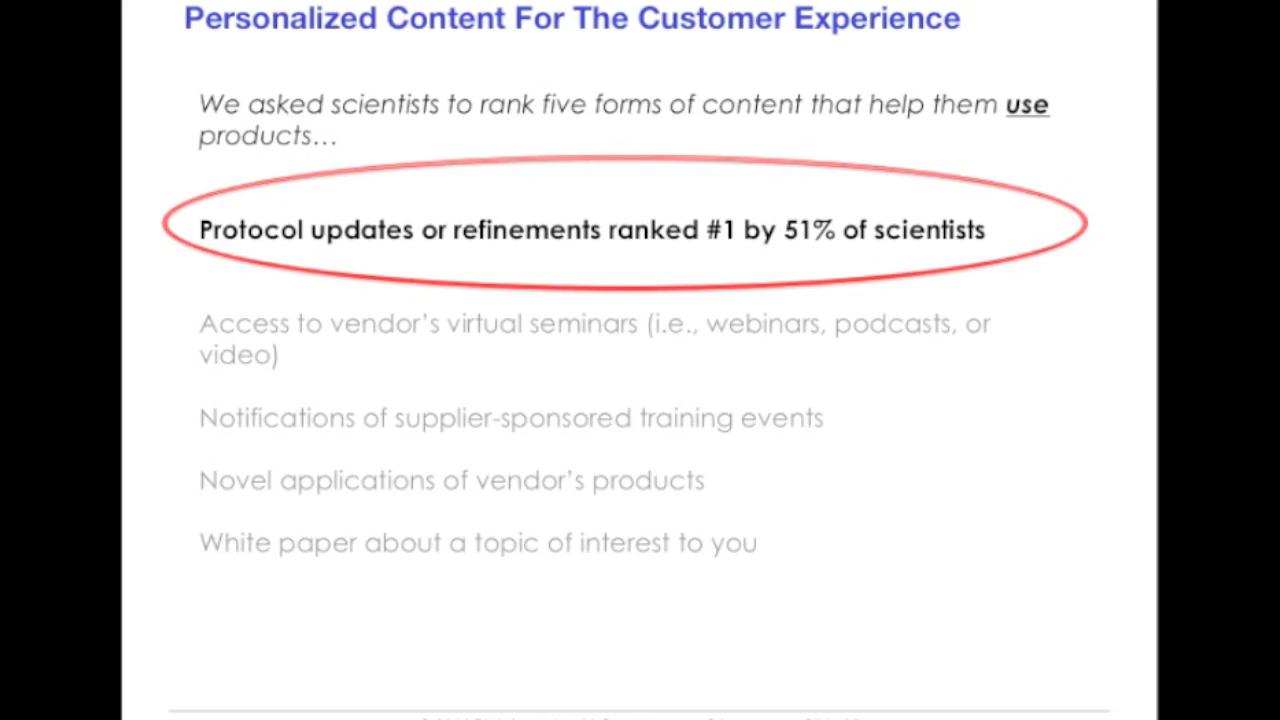 Personalized Content For The Customer Experience
We asked scientists to rank five forms of content that help them use
products…
Protocol updates or refinements ranked #1 by 51% of scientists
Access to vendor’s virtual seminars (i.e., webinars, podcasts, or
video)
Notifications of supplier-sponsored training events
Novel applications of vendor’s products
White paper about a topic of interest to you